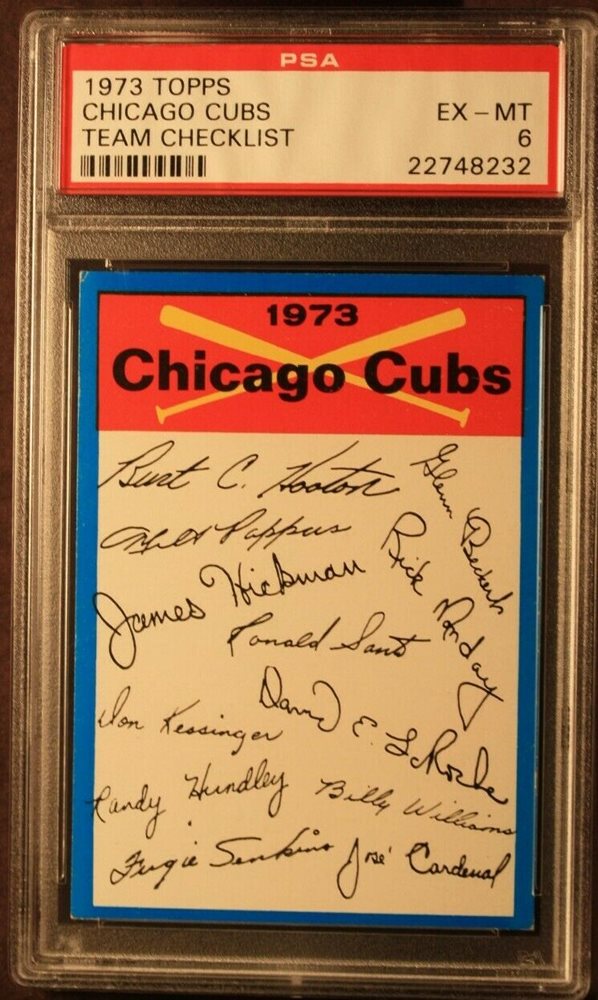 PSA
1973 TOPPS
CHICAGO CUBS EX - MT
TEAM CHECKLIST 6
22748232
1973
Chicago Cubs
Burt C. Hooton
Glenn Beckert
Milt Pappas
Rick Monday
James Hickman
Ronald Santo
David E. LaRoche
Don Kessinger
Randy Hundley
Billy Williams
Fergie Jenkins
José Cardenal